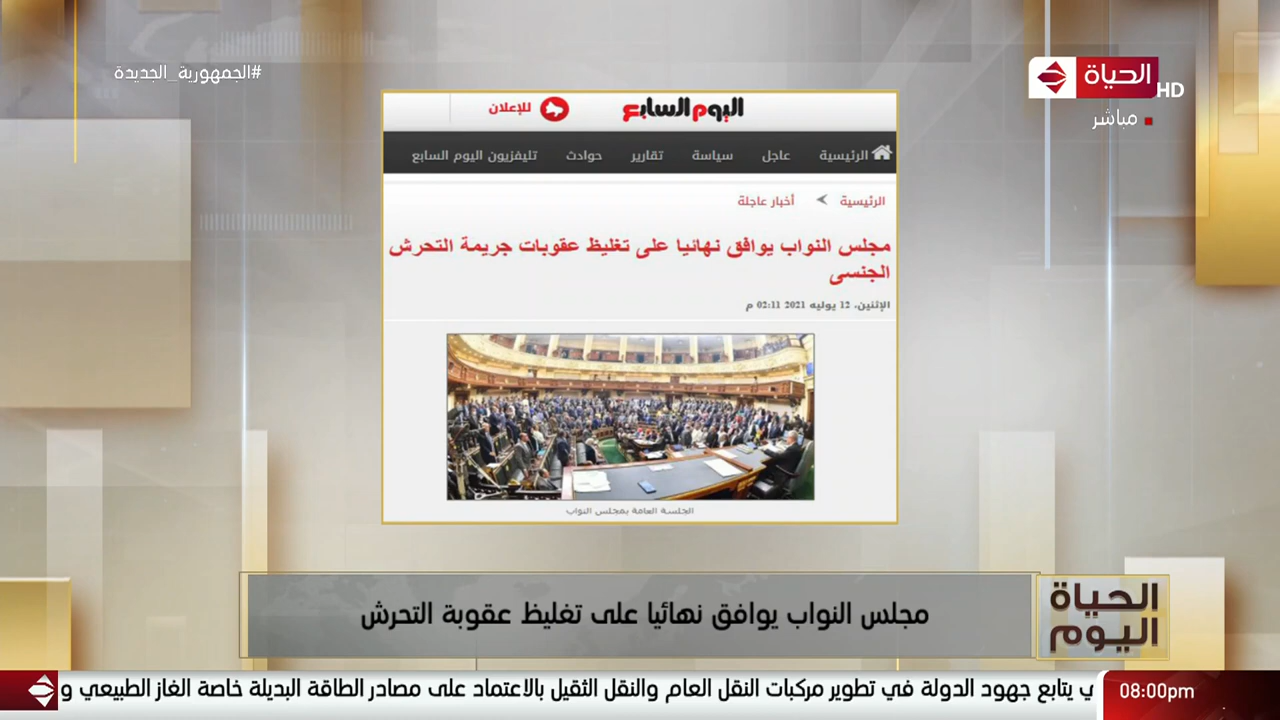 #الجمهورية_الجديدة
الحياة
HD
مباشر
اليوم السابع
للإعلان
الرئيسية عاجل سياسة تقارير حوادث تليفزيون اليوم السابع
الرئيسية > أخبار عاجلة
مجلس النواب يوافق نهائيا على تغليظ عقوبات جريمة التحرش
الجنسى
الإثنين، 12 يوليه 2021 02:11 م
الجلسة العامة بمجلس النواب
مجلس النواب يوافق نهائيا على تغليظ عقوبة التحرش
الحياة
اليوم
ي يتابع جهود الدولة في تطوير مركبات النقل العام والنقل الثقيل بالاعتماد على مصادر الطاقة البديلة خاصة الغاز الطبيعي و
08:00pm